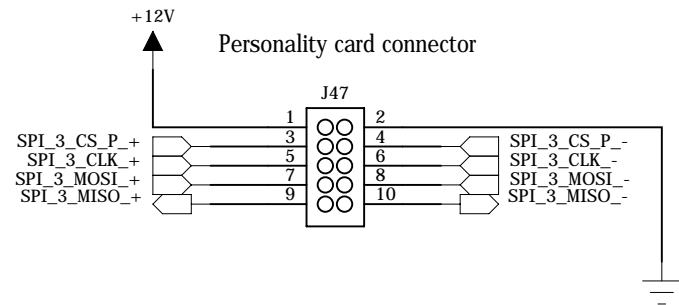 +12V
Personality card connector
J47
1 2
SPI_3_CS_P_+ 3 4 SPI_3_CS_P_-
SPI_3_CLK_+ 5 6 SPI_3_CLK_-
SPI_3_MOSI_+ 7 8 SPI_3_MOSI_-
SPI_3_MISO_+ 9 10 SPI_3_MISO_-